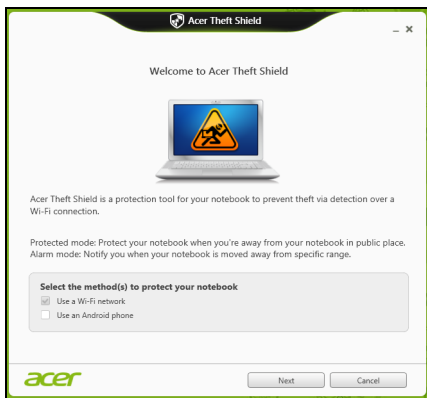 Acer Theft Shield
Welcome to Acer Theft Shield
Acer Theft Shield is a protection tool for your notebook to prevent theft via detection over a
Wi-Fi connection.
Protected mode: Protect your notebook when you're away from your notebook in public place.
Alarm mode: Notify you when your notebook is moved away from specific range.
Select the method(s) to protect your notebook
Use a Wi-Fi network
Use an Android phone
acer
Next
Cancel